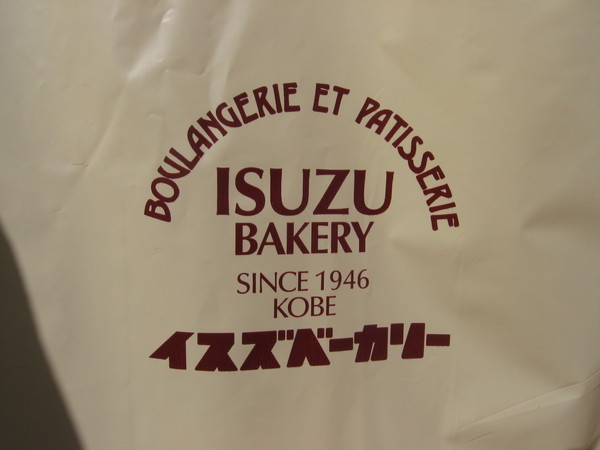 BOULANGERIE ET PATISSERIE
ISUZU
BAKERY
SINCE 1946
KOBE
イスズベーカリー